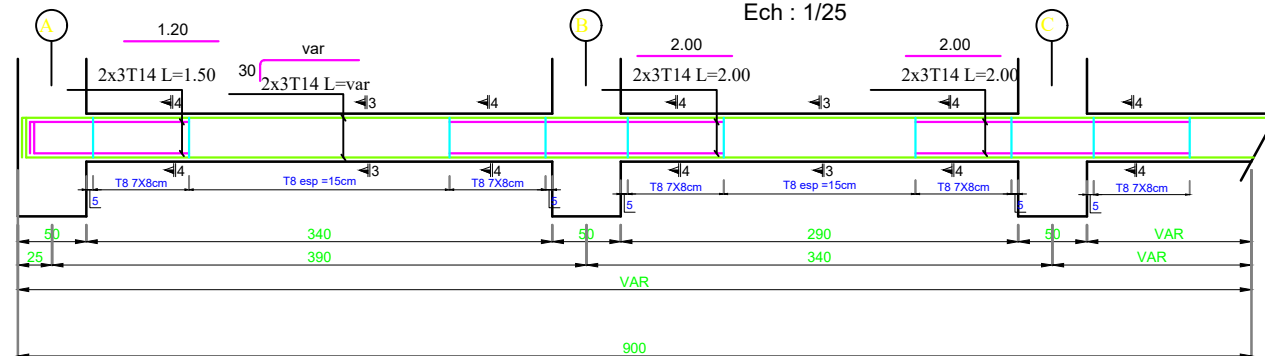 Ech : 1/25
A
B
C
1.20
var
2.00
2.00
30
2x3T14 L=1.50
2x3T14 L=var
2x3T14 L=2.00
2x3T14 L=2.00
4
3
4
4
3
4
4
4
3
4
4
3
4
4
T8 7X8cm
T8 esp =15cm
T8 7X8cm
T8 7X8cm
T8 esp =15cm
T8 7X8cm
T8 7X8cm
5
5
5
5
5
50
340
50
290
50
VAR
25
390
340
VAR
VAR
900